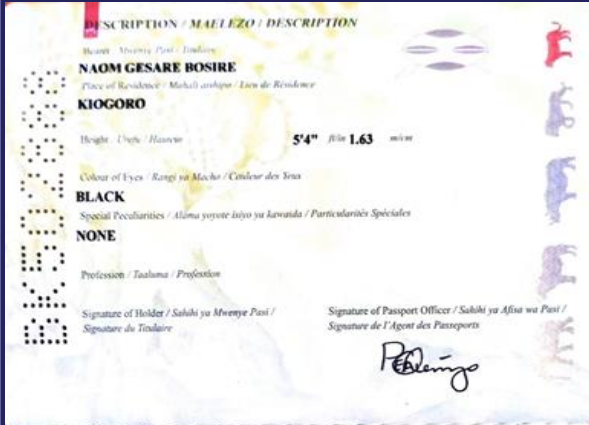 DESCRIPTION / MAELEZO / DESCRIPTION
Bearer / Mwenye Pasi / Titulaire
NAOM GESARE BOSIRE
Place of Residence / Mahali aishipo / Lieu de Résidence
KIOGORO
Height / Urefu / Hauteur 5'4" ft/in 1.63 m/cm
Colour of Eyes / Rangi ya Macho / Couleur des Yeux
BLACK
Special Peculiarities / Alama yoyote isiyo ya kawaida / Particularités Spéciales
NONE
Profession / Taaluma / Profession
Signature of Holder / Sahihi ya Mwenye Pasi /
Signature du Titulaire
Signature of Passport Officer / Sahihi ya Afisa wa Pasi /
Signature de l'Agent des Passeports